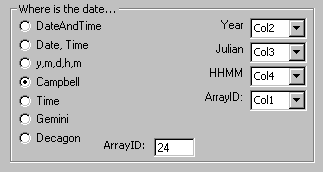 Where is the date...
DateAndTime
Date, Time
y,m,d,h,m
Campbell
Time
Gemini
Decagon
Year Col2
Julian Col3
HHMM Col4
ArrayID: Col1
ArrayID: 24